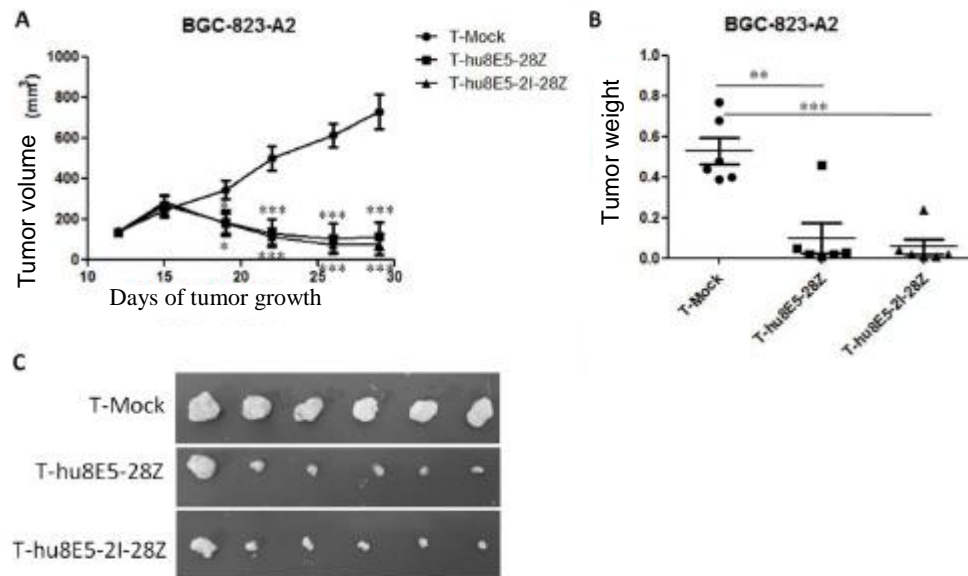 A
BGC-823-A2
Tumor volume (mm³)
1000
800
600
400
200
0
10
15
20
25
30
Days of tumor growth
T-Mock
T-hu8E5-28Z
T-hu8E5-2I-28Z
*
***
***
***
*
***
***
***
B
BGC-823-A2
Tumor weight
1.0
0.8
0.6
0.4
0.2
0.0
**
***
T-Mock
T-hu8E5-28Z
T-hu8E5-2I-28Z
C
T-Mock
T-hu8E5-28Z
T-hu8E5-2I-28Z